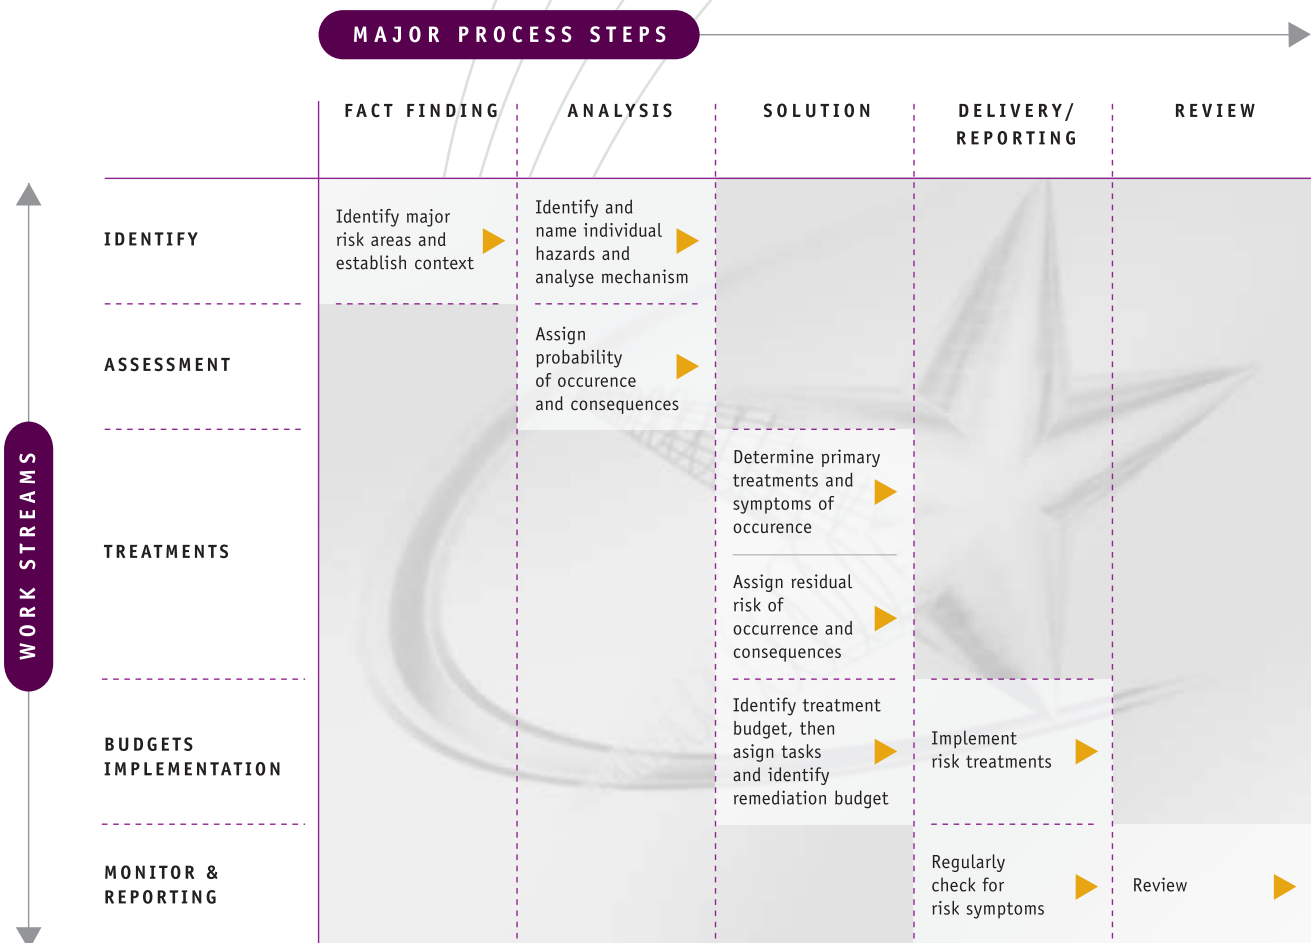 MAJOR PROCESS STEPS
FACT FINDING
ANALYSIS
SOLUTION
DELIVERY/
REPORTING
REVIEW
WORK STREAMS
IDENTIFY
Identify major
risk areas and
establish context
Identify and
name individual
hazards and
analyse mechanism
ASSESSMENT
Assign
probability
of occurence
and consequences
TREATMENTS
Determine primary
treatments and
symptoms of
occurence
Assign residual
risk of
occurrence and
consequences
BUDGETS
IMPLEMENTATION
Identify treatment
budget, then
asign tasks
and identify
remediation budget
Implement
risk treatments
MONITOR &
REPORTING
Regularly
check for
risk symptoms
Review